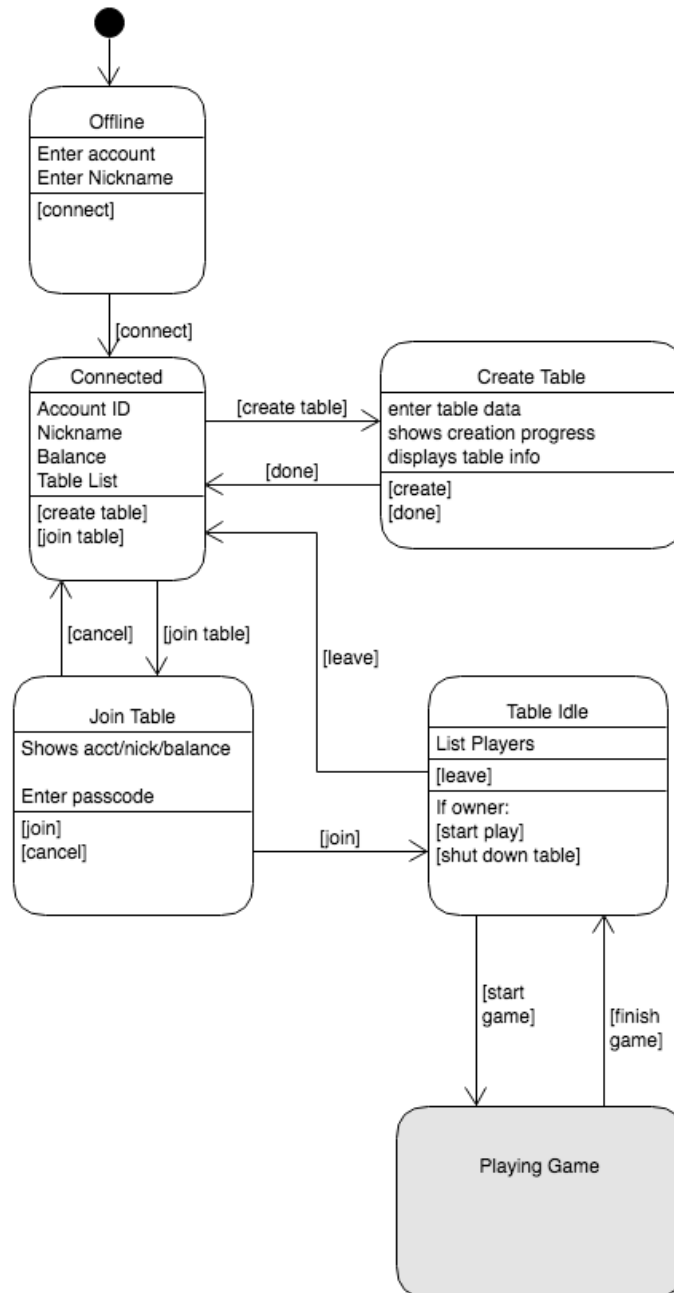 Offline
Enter account
Enter Nickname
[connect]
[connect]
Connected
Account ID
Nickname
Balance
Table List
[create table]
[join table]
[create table]
[done]
Create Table
enter table data
shows creation progress
displays table info
[create]
[done]
[cancel]
[join table]
[leave]
Join Table
Shows acct/nick/balance
Enter passcode
[join]
[cancel]
[join]
Table Idle
List Players
[leave]
If owner:
[start play]
[shut down table]
[start
game]
[finish
game]
Playing Game